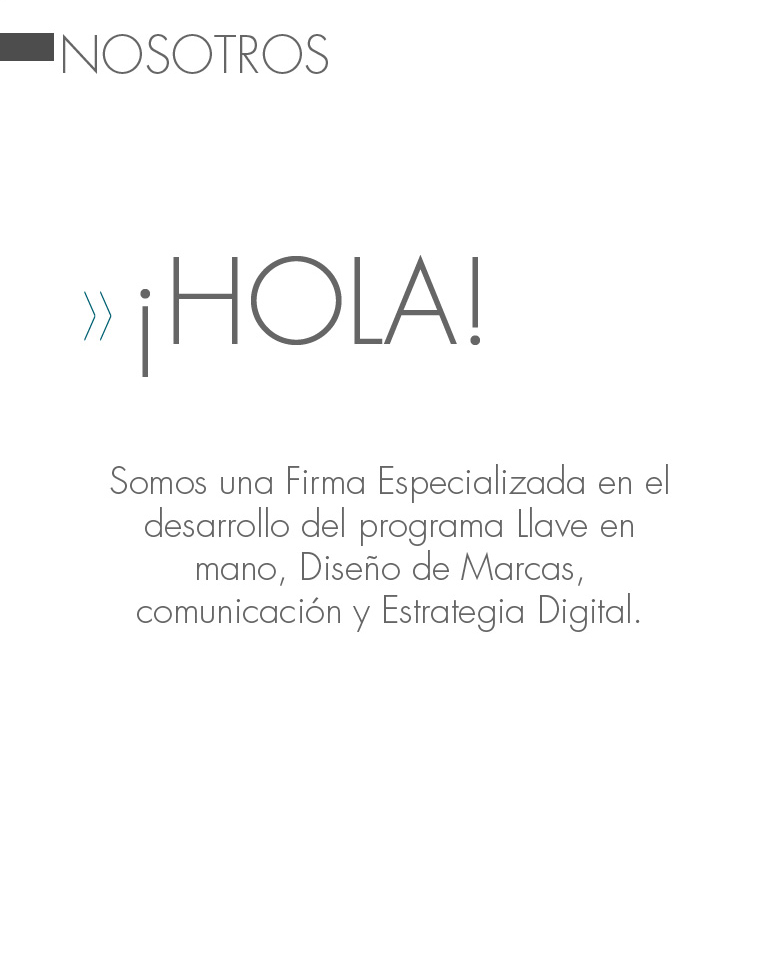 NOSOTROS
¡HOLA!
Somos una Firma Especializada en el
desarrollo del programa Llave en
mano, Diseño de Marcas,
comunicación y Estrategia Digital.